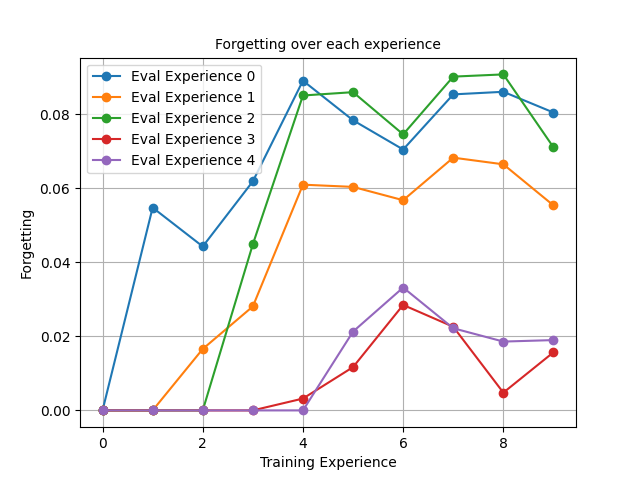 Forgetting over each experience
Eval Experience 0
Eval Experience 1
Eval Experience 2
Eval Experience 3
Eval Experience 4
0.08
0.06
0.04
0.02
0.00
Forgetting
0 2 4 6 8
Training Experience